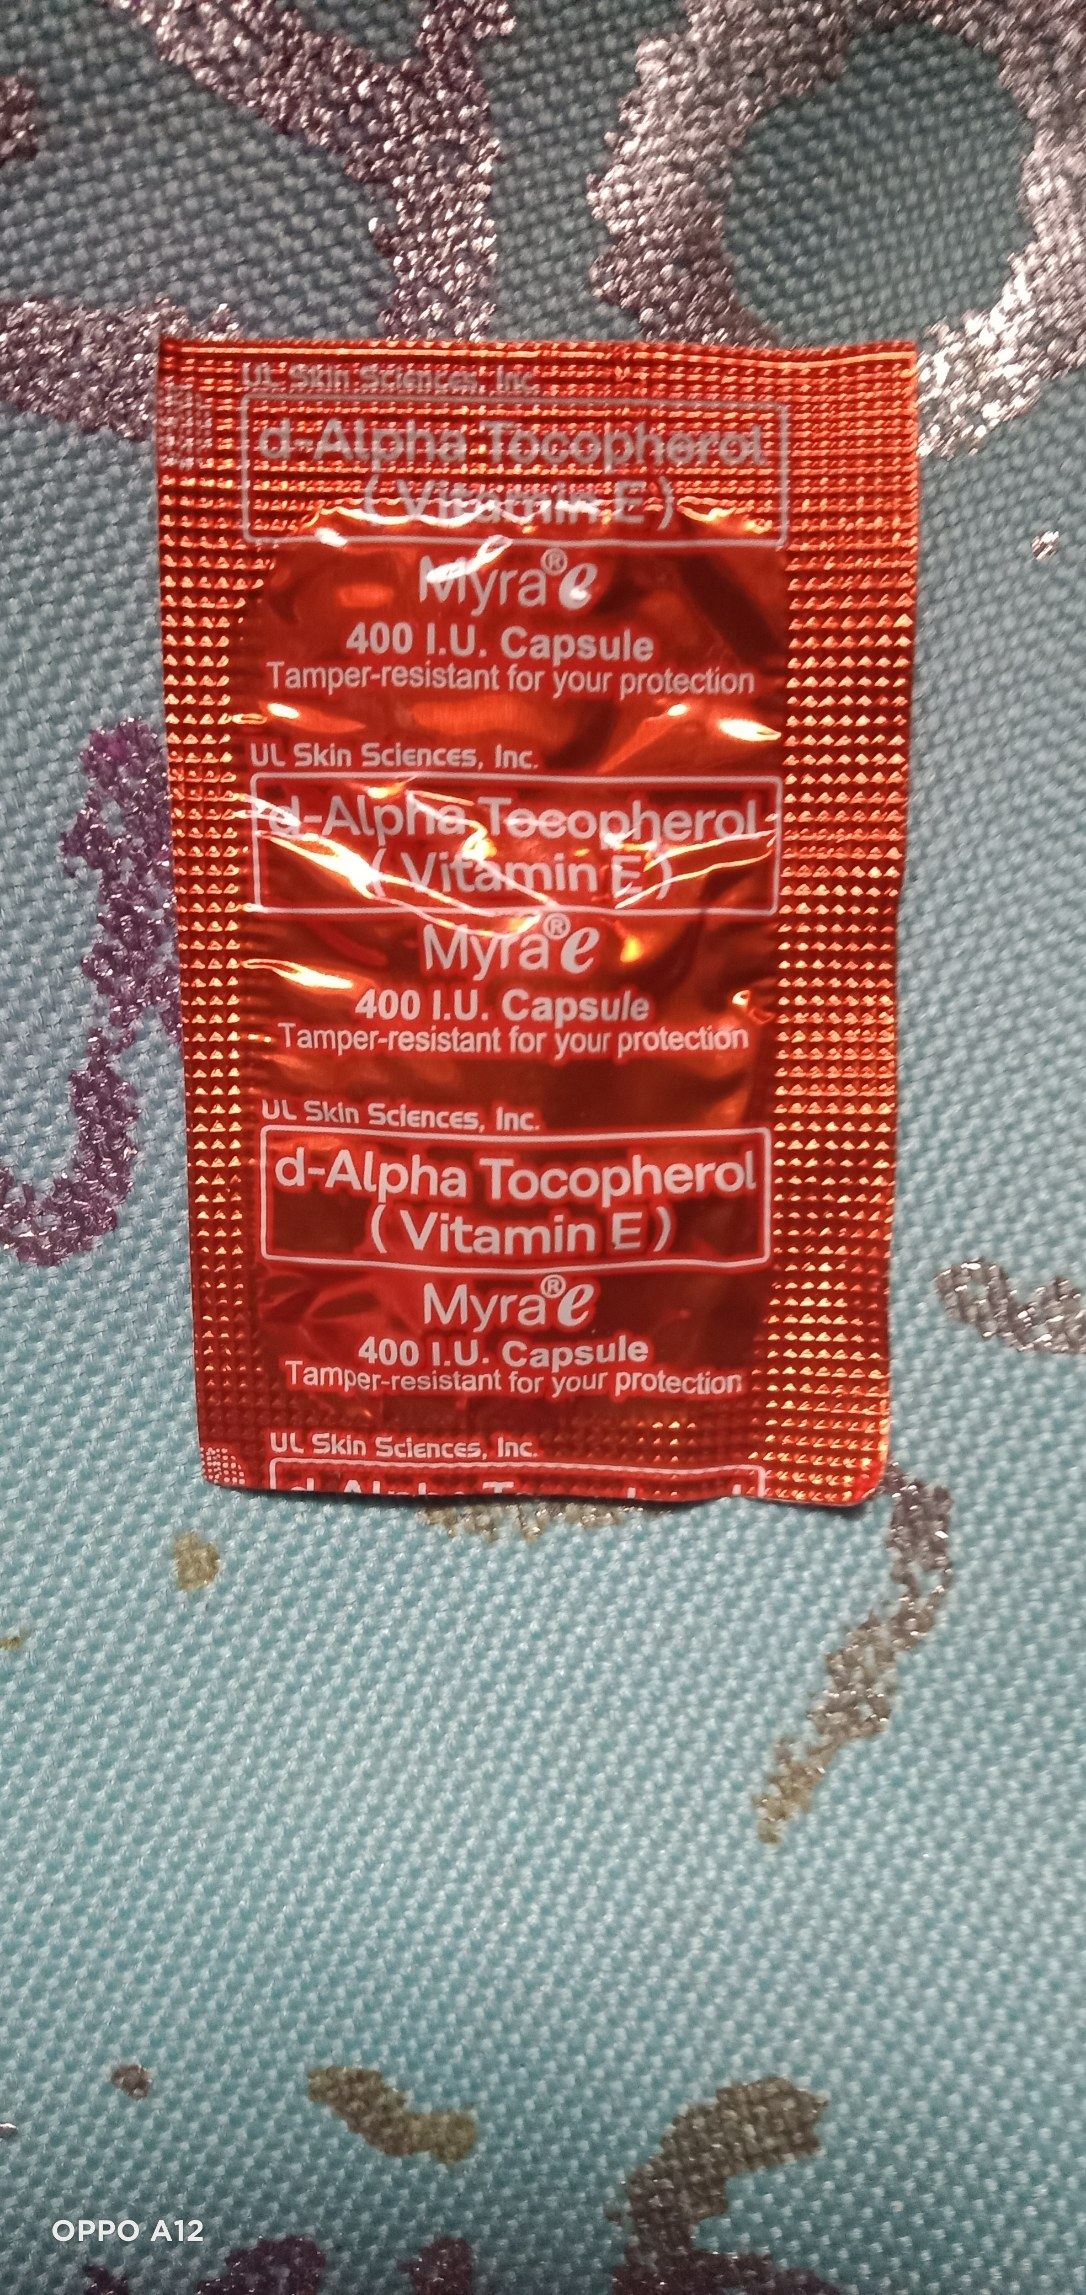 UL Skin Sciences, Inc.
d-Alpha Tocopherol
(Vitamin E)
Myra®e
400 I.U. Capsule
Tamper-resistant for your protection
UL Skin Sciences, Inc.
d-Alpha Tocopherol
(Vitamin E)
Myra®e
400 I.U. Capsule
Tamper-resistant for your protection
UL Skin Sciences, Inc.
d-Alpha Tocopherol
(Vitamin E)
Myra®e
400 I.U. Capsule
Tamper-resistant for your protection
UL Skin Sciences, Inc.
OPPO A12